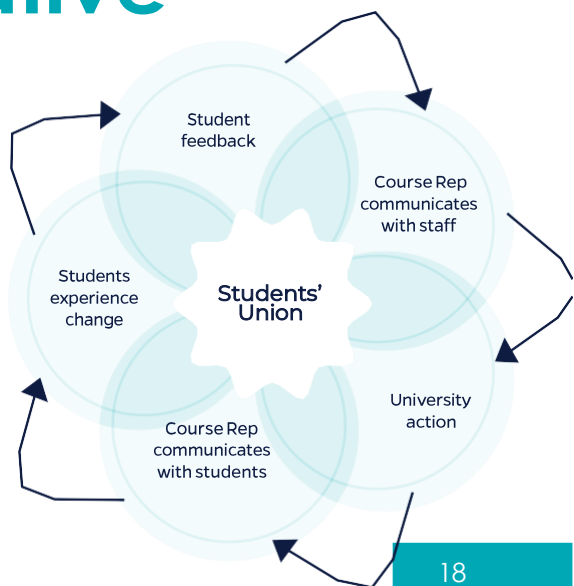 Student
feedback
Course Rep
communicates
with staff
Students
experience
change
Students’
Union
University
action
Course Rep
communicates
with students
18